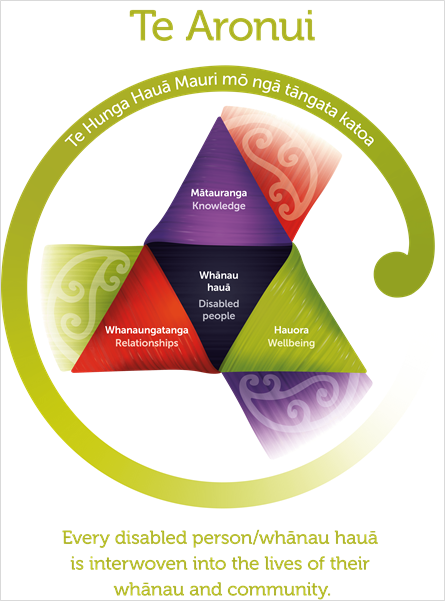 Te Aronui
Te Hunga Hauā Mauri mō ngā tāngata katoa
Mātauranga
Knowledge
Whānau
hauā
Disabled
people
Whanaungatanga
Relationships
Hauora
Wellbeing
Every disabled person/whānau hauā
is interwoven into the lives of their
whānau and community.